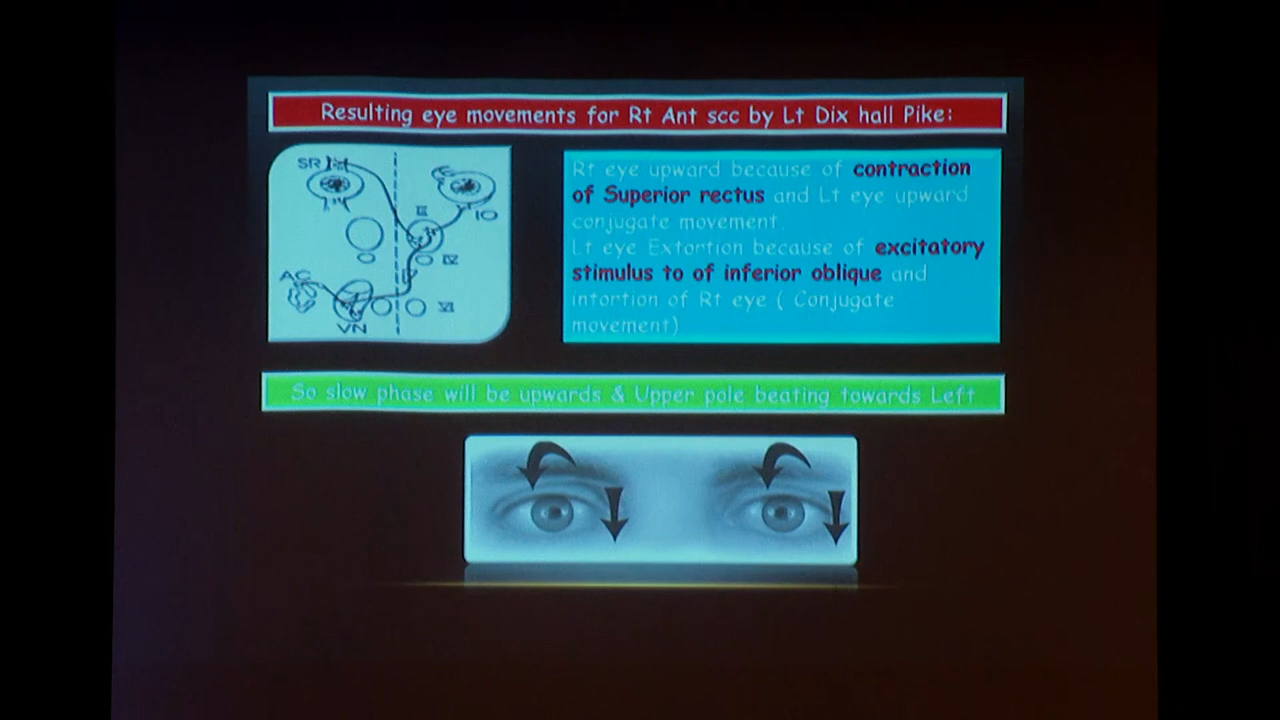 Resulting eye movements for Rt Ant scc by Lt Dix hall Pike:
SR
IO
III
IV
AC
VI
VN
Rt eye upward because of contraction
of Superior rectus and Lt eye upward
conjugate movement.
Lt eye Extortion because of excitatory
stimulus to of inferior oblique and
intortion of Rt eye ( Conjugate
movement)
So slow phase will be upwards & Upper pole beating towards Left